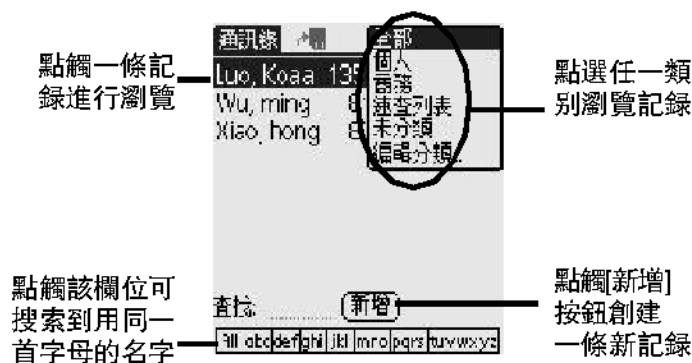 通訊錄
全部
個人
商務
速查列表
未分類
編輯分類..
Luo, Koaa 135
Wu, ming 8
Xiao, hong 8
點觸一條記
錄進行瀏覽
點選任一類
別瀏覽記錄
點觸該欄位可
搜索到用同一
首字母的名字
查找:
新增
點觸[新增]
按鈕創建
一條新記錄
All abc def ghi jkl mno pqrs tuvwxyz